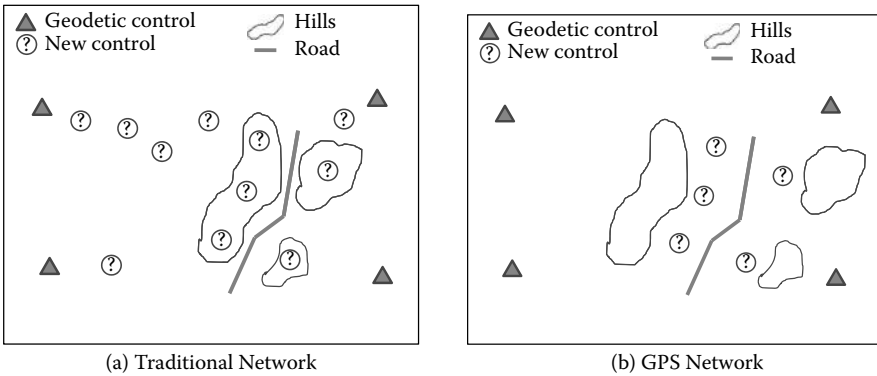 Geodetic control
? New control
Hills
Road
?
?
?
?
?
?
?
?
?
?
?
(a) Traditional Network
Geodetic control
? New control
Hills
Road
?
?
?
?
?
(b) GPS Network